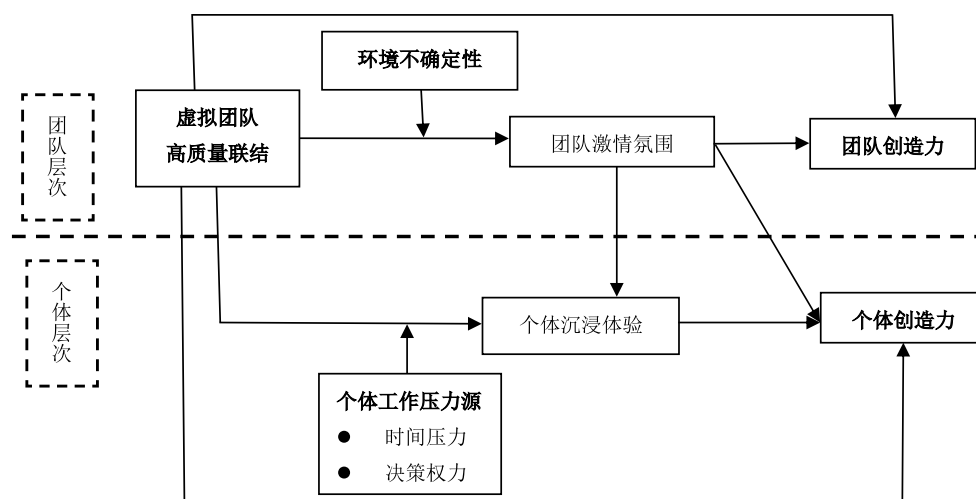 环境不确定性
虚拟团队
高质量联结
团队层次
团队激情氛围
团队创造力
个体层次
个体沉浸体验
个体创造力
个体工作压力源
● 时间压力
● 决策权力